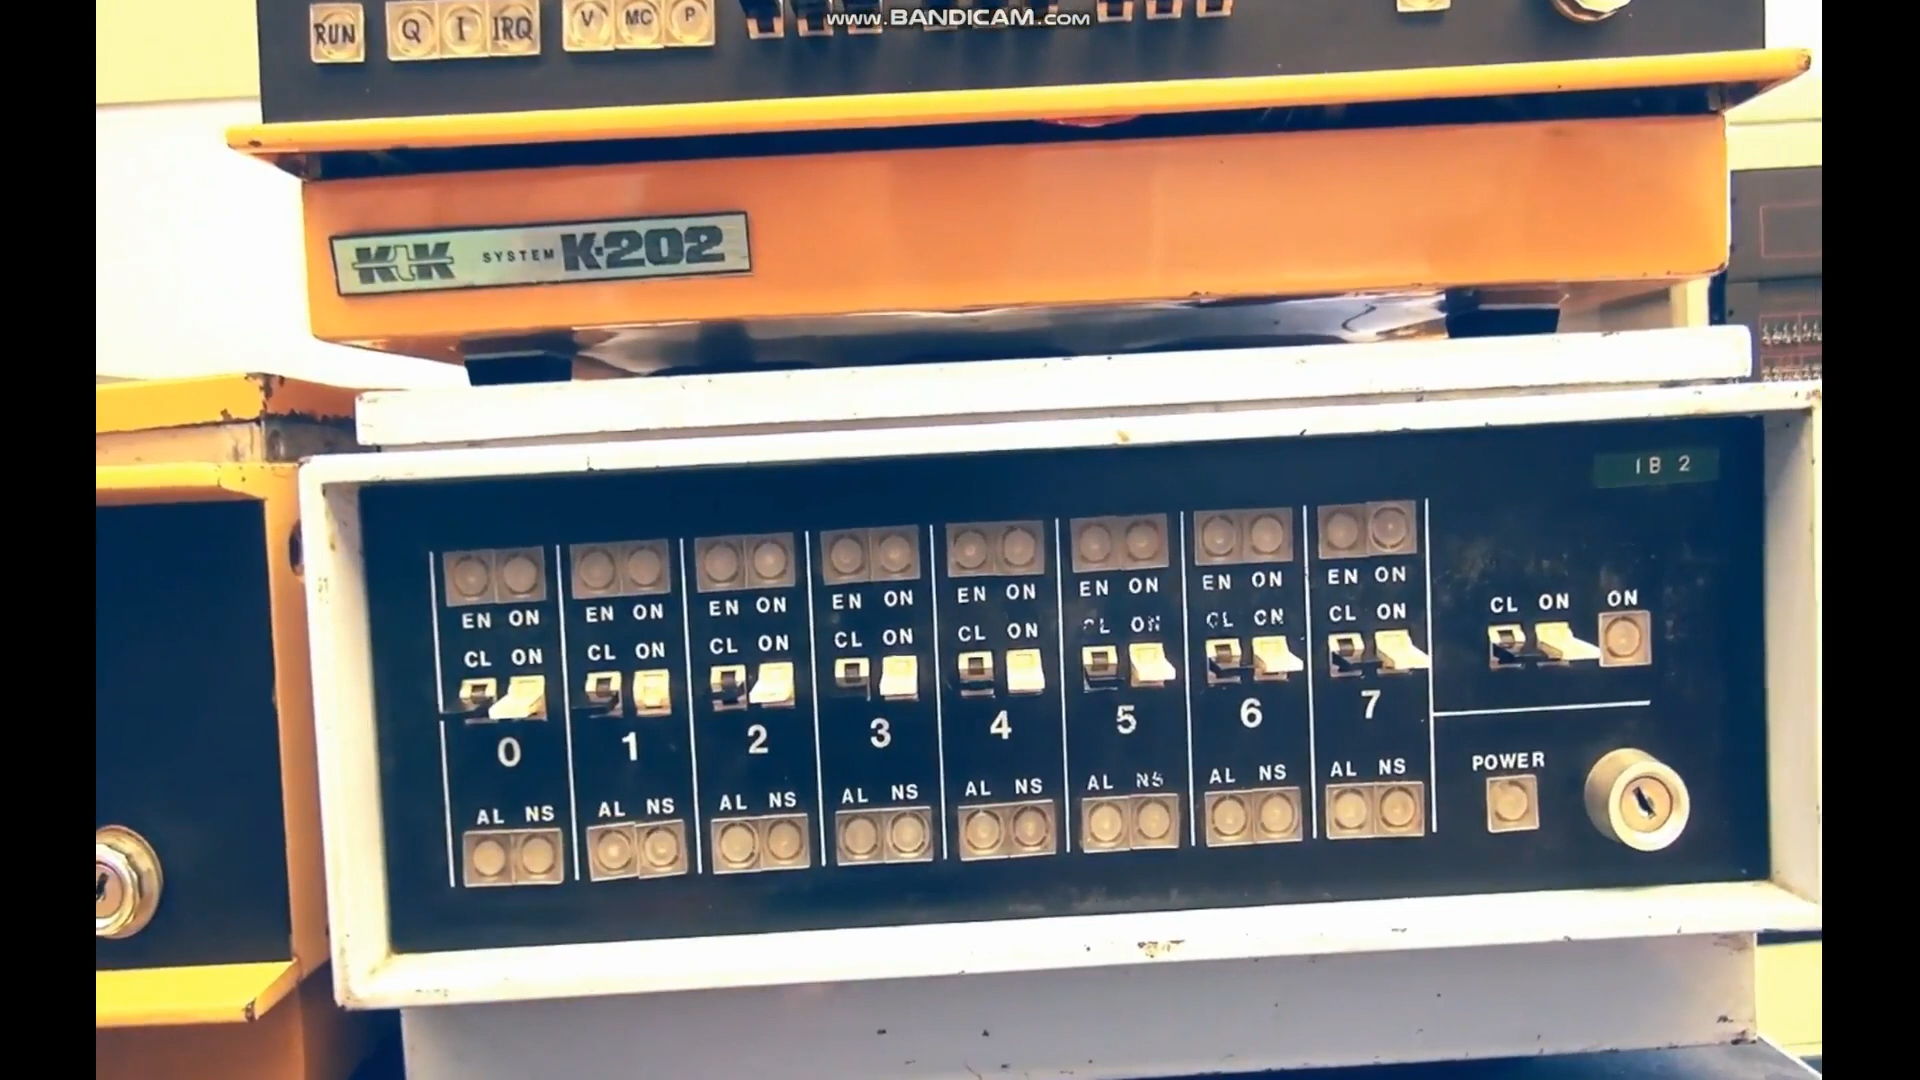 www.BANDICAM.com
RUN Q I IRQ V MC P
KtK SYSTEM K-202
IB 2
EN ON EN ON EN ON EN ON EN ON EN ON EN ON EN ON
CL ON CL ON CL ON CL ON CL ON CL ON CL ON CL ON CL ON ON
0 1 2 3 4 5 6 7
POWER
AL NS AL NS AL NS AL NS AL NS AL NS AL NS AL NS